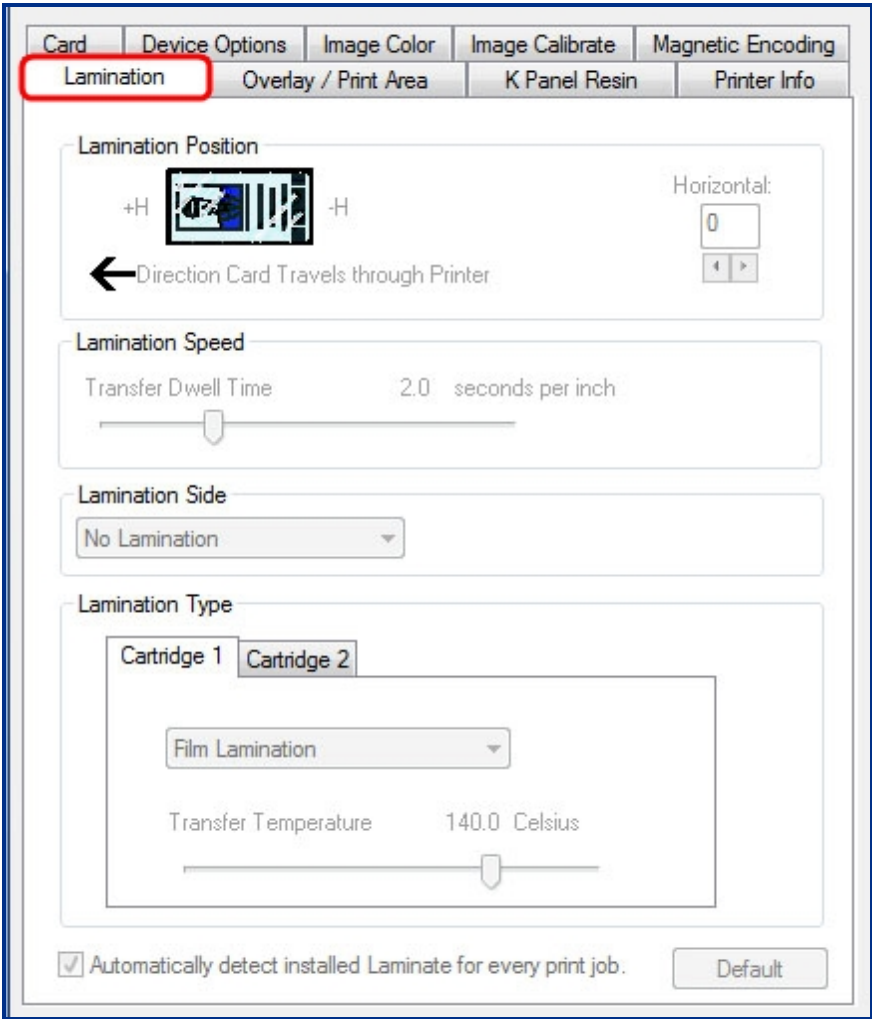 Card Device Options Image Color Image Calibrate Magnetic Encoding
Lamination Overlay / Print Area K Panel Resin Printer Info
Lamination Position
+H -H Horizontal:
0
Direction Card Travels through Printer
Lamination Speed
Transfer Dwell Time 2.0 seconds per inch
Lamination Side
No Lamination
Lamination Type
Cartridge 1 Cartridge 2
Film Lamination
Transfer Temperature 140.0 Celsius
Automatically detect installed Laminate for every print job. Default